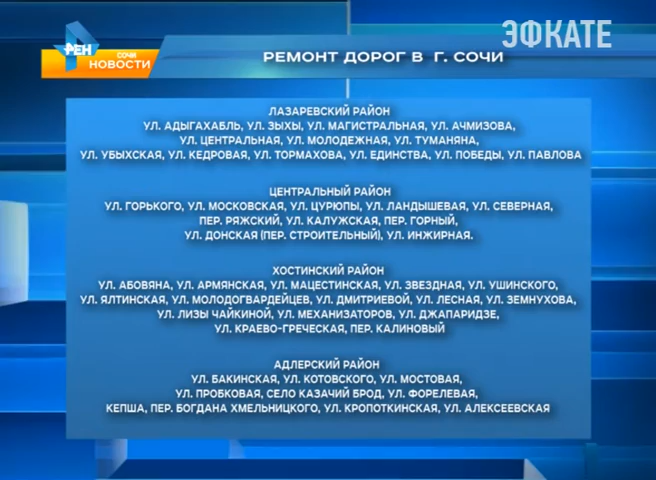 ЭФКАТЕ
РЕН
СОЧИ
НОВОСТИ
РЕМОНТ ДОРОГ В Г. СОЧИ
ЛАЗАРЕВСКИЙ РАЙОН
УЛ. АДЫГАХАБЛЬ, УЛ. ЗЫХЫ, УЛ. МАГИСТРАЛЬНАЯ, УЛ. АЧМИЗОВА,
УЛ. ЦЕНТРАЛЬНАЯ, УЛ. МОЛОДЕЖНАЯ, УЛ. ТУМАНЯНА,
УЛ. УБЫХСКАЯ, УЛ. КЕДРОВАЯ, УЛ. ТОРМАХОВА, УЛ. ЕДИНСТВА, УЛ. ПОБЕДЫ, УЛ. ПАВЛОВА
ЦЕНТРАЛЬНЫЙ РАЙОН
УЛ. ГОРЬКОГО, УЛ. МОСКОВСКАЯ, УЛ. ЦУРЮПЫ, УЛ. ЛАНДЫШЕВАЯ, УЛ. СЕВЕРНАЯ,
ПЕР. РЯЖСКИЙ, УЛ. КАЛУЖСКАЯ, ПЕР. ГОРНЫЙ,
УЛ. ДОНСКАЯ (ПЕР. СТРОИТЕЛЬНЫЙ), УЛ. ИНЖИРНАЯ.
ХОСТИНСКИЙ РАЙОН
УЛ. АБОВЯНА, УЛ. АРМЯНСКАЯ, УЛ. МАЦЕСТИНСКАЯ, УЛ. ЗВЕЗДНАЯ, УЛ. УШИНСКОГО,
УЛ. ЯЛТИНСКАЯ, УЛ. МОЛОДОГВАРДЕЙЦЕВ, УЛ. ДМИТРИЕВОЙ, УЛ. ЛЕСНАЯ, УЛ. ЗЕМНУХОВА,
УЛ. ЛИЗЫ ЧАЙКИНОЙ, УЛ. МЕХАНИЗАТОРОВ, УЛ. ДЖАПАРИДЗЕ,
УЛ. КРАЕВО-ГРЕЧЕСКАЯ, ПЕР. КАЛИНОВЫЙ
АДЛЕРСКИЙ РАЙОН
УЛ. БАКИНСКАЯ, УЛ. КОТОВСКОГО, УЛ. МОСТОВАЯ,
УЛ. ПРОБКОВАЯ, СЕЛО КАЗАЧИЙ БРОД, УЛ. ФОРЕЛЕВАЯ,
КЕПША, ПЕР. БОГДАНА ХМЕЛЬНИЦКОГО, УЛ. КРОПОТКИНСКАЯ, УЛ. АЛЕКСЕЕВСКАЯ